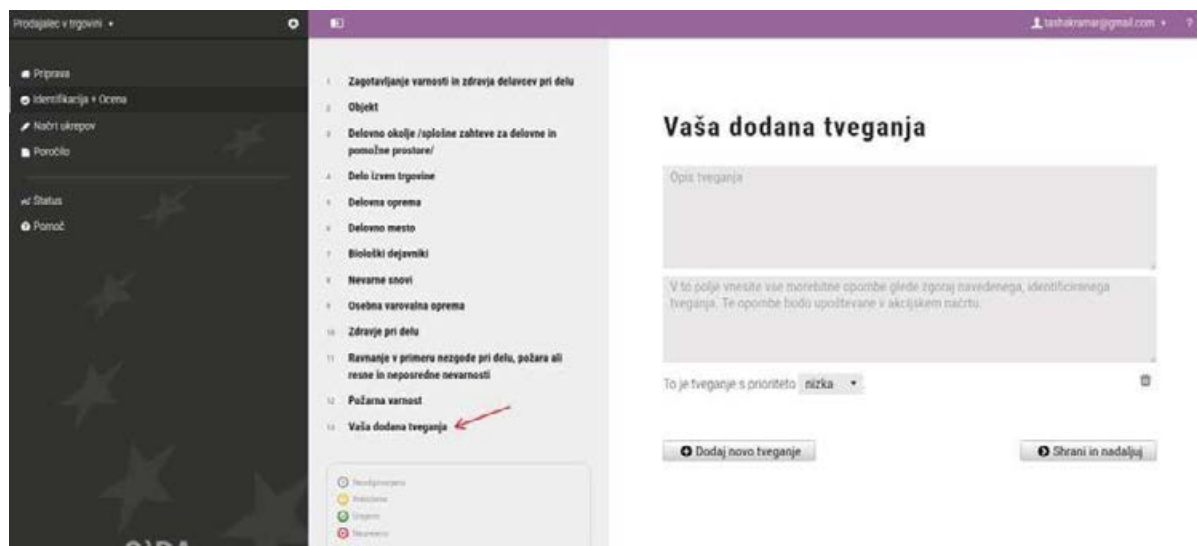 Prodajalec v trgovini
tashakramar@gmail.com
?
Priprava
Identifikacija + Ocena
Načrt ukrepov
Poročilo
Status
Pomoč
1 Zagotavljanje varnosti in zdravja delavcev pri delu
2 Objekt
3 Delovno okolje /splošne zahteve za delovne in
pomožne prostore/
4 Delo izven trgovine
5 Delovna oprema
6 Delovno mesto
7 Biološki dejavniki
8 Nevarne snovi
9 Osebna varovalna oprema
10 Zdravje pri delu
11 Ravnanje v primeru nezgode pri delu, požara ali
resne in neposredne nevarnosti
12 Požarna varnost
13 Vaša dodana tveganja
Vaša dodana tveganja
Opis tveganja
V to polje vnesite vse morebitne opombe glede zgoraj navedenega, identificiranega
tveganja. Te opombe bodo upoštevane v akcijskem načrtu.
To je tveganje s prioriteto nizka
Dodaj novo tveganje
Shrani in nadaljuj